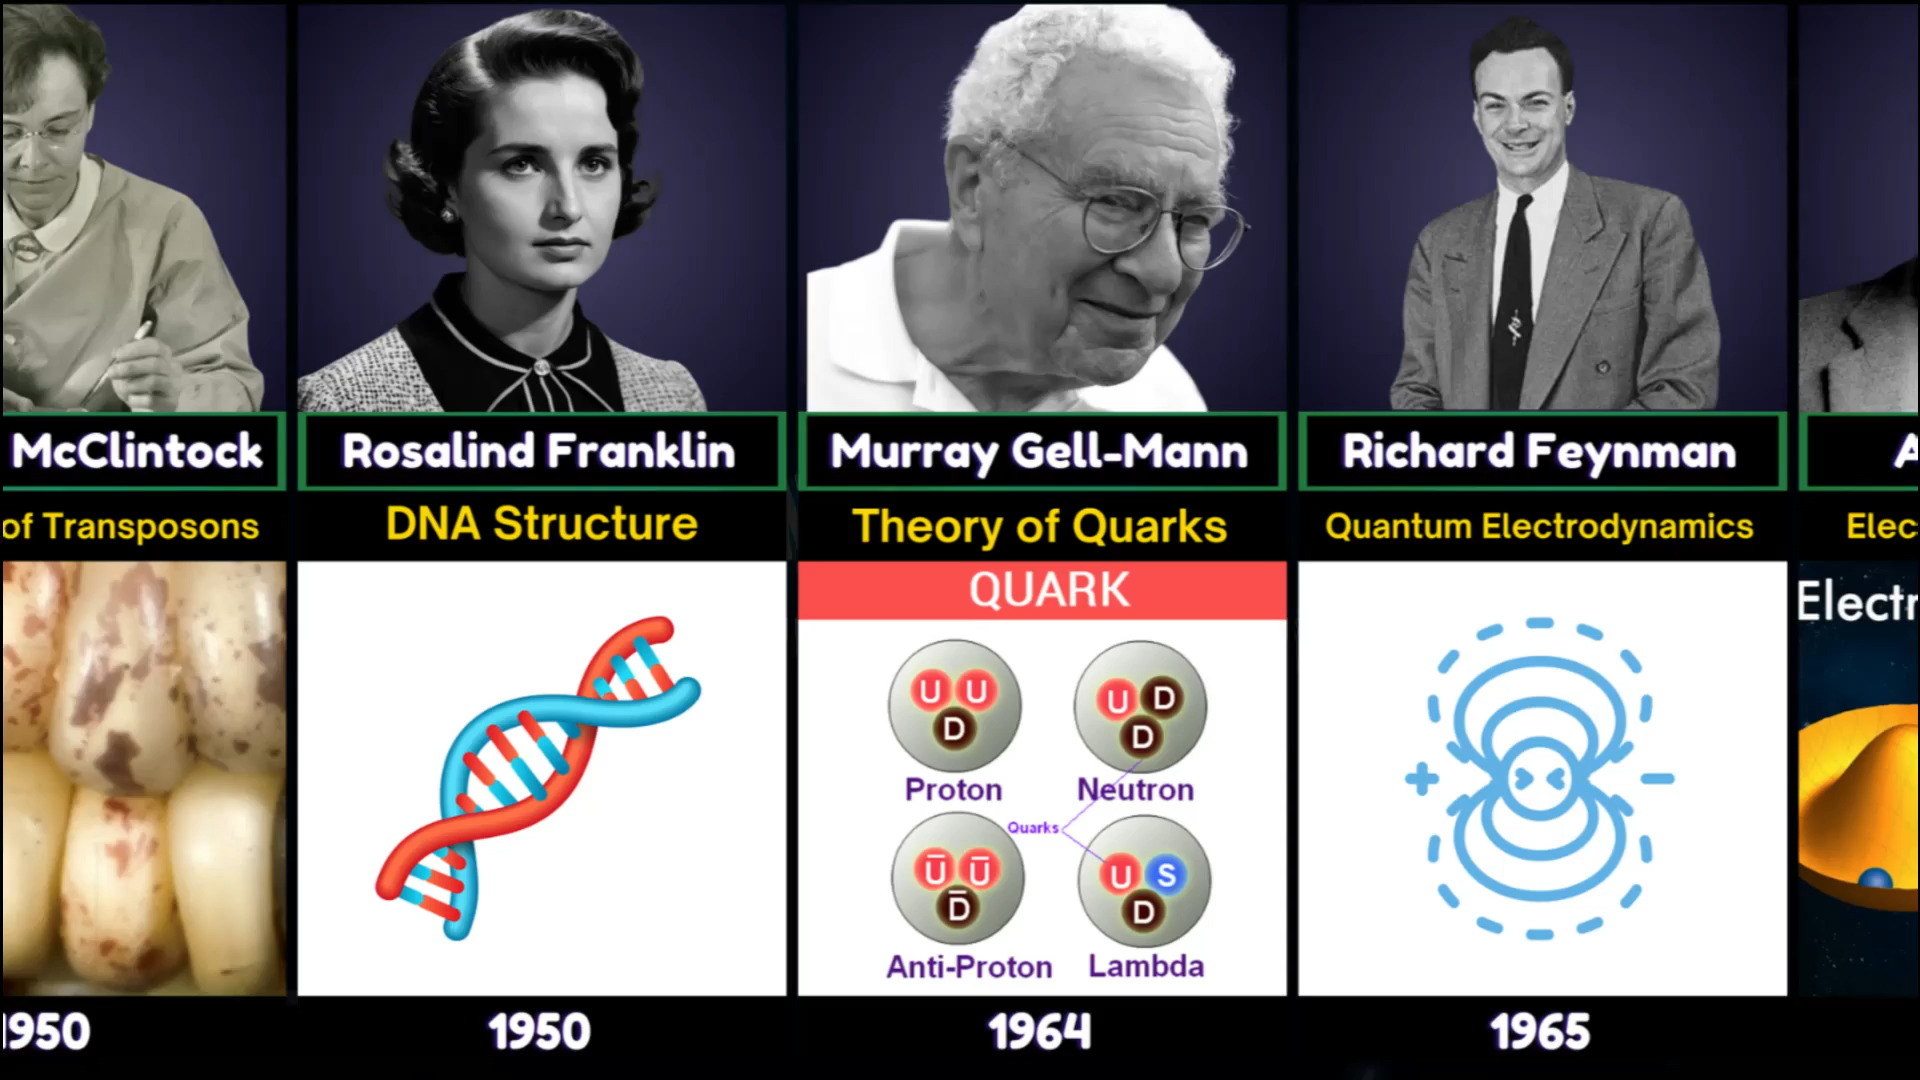 McClintock
Rosalind Franklin
Murray Gell-Mann
Richard Feynman
A
of Transposons
DNA Structure
Theory of Quarks
Quantum Electrodynamics
Elec
QUARK
U U
D
Proton
U D
D
Neutron
Quarks
U̅ U̅
D̅
Anti-Proton
U S
D
Lambda
Electr
1950
1950
1964
1965